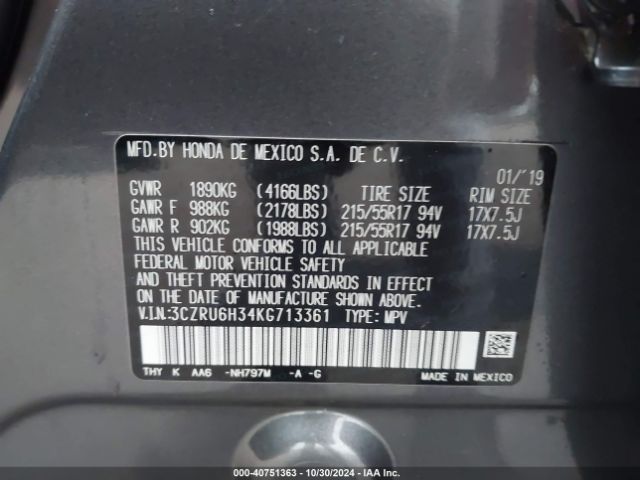 MFD.BY HONDA DE MEXICO S.A. DE C.V.
01/'19
GVWR 1890KG (4166LBS) TIRE SIZE RIM SIZE
GAWR F 988KG (2178LBS) 215/55R17 94V 17X7.5J
GAWR R 902KG (1988LBS) 215/55R17 94V 17X7.5J
THIS VEHICLE CONFORMS TO ALL APPLICABLE
FEDERAL MOTOR VEHICLE SAFETY
AND THEFT PREVENTION STANDARDS IN EFFECT
ON THE DATE OF MANUFACTURE SHOWN ABOVE.
V.I.N.:3CZRU6H34KG713361 TYPE: MPV
THY K AA6 -NH797M -A -G MADE IN MEXICO
000-40751363 - 10/30/2024 - IAA Inc.